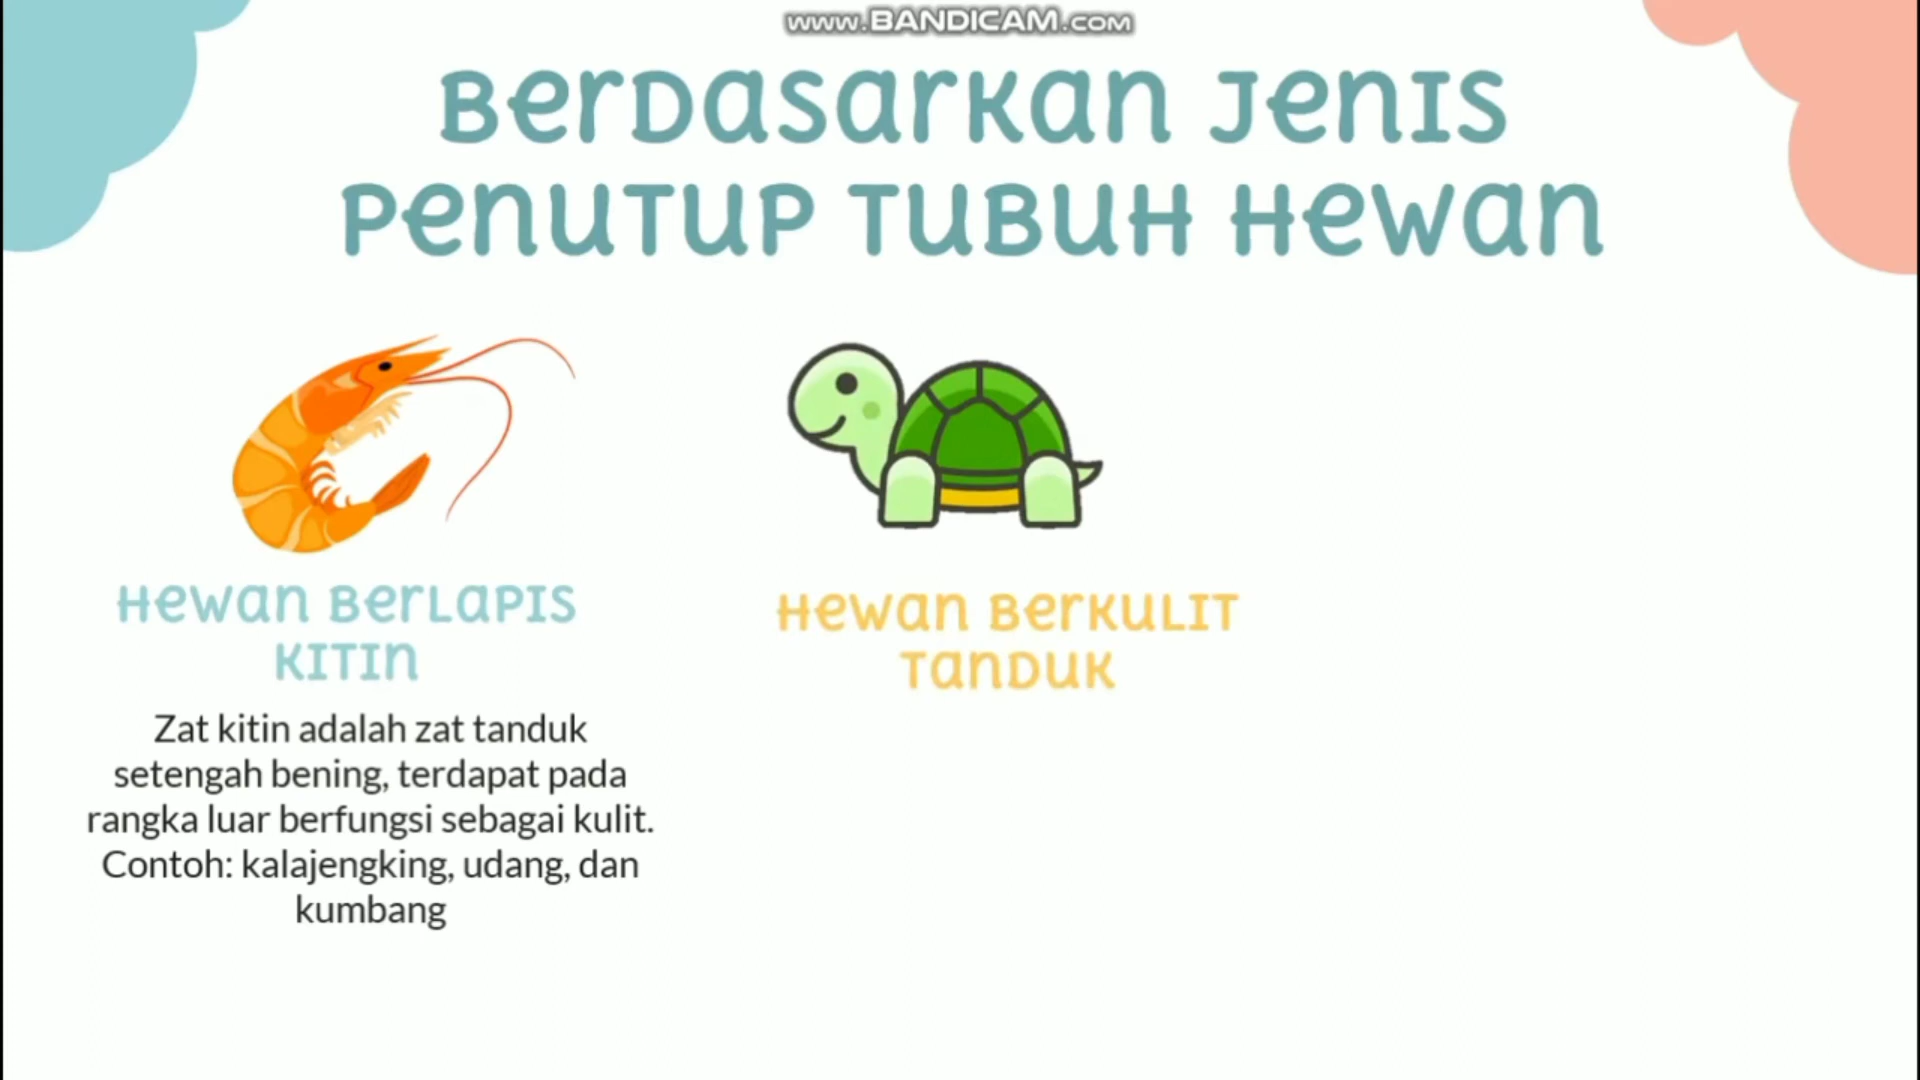 www.BANDICAM.com
Berdasarkan Jenis
Penutup Tubuh Hewan
Hewan Berlapis
Kitin
Zat kitin adalah zat tanduk
setengah bening, terdapat pada
rangka luar berfungsi sebagai kulit.
Contoh: kalajengking, udang, dan
kumbang
Hewan Berkulit
Tanduk